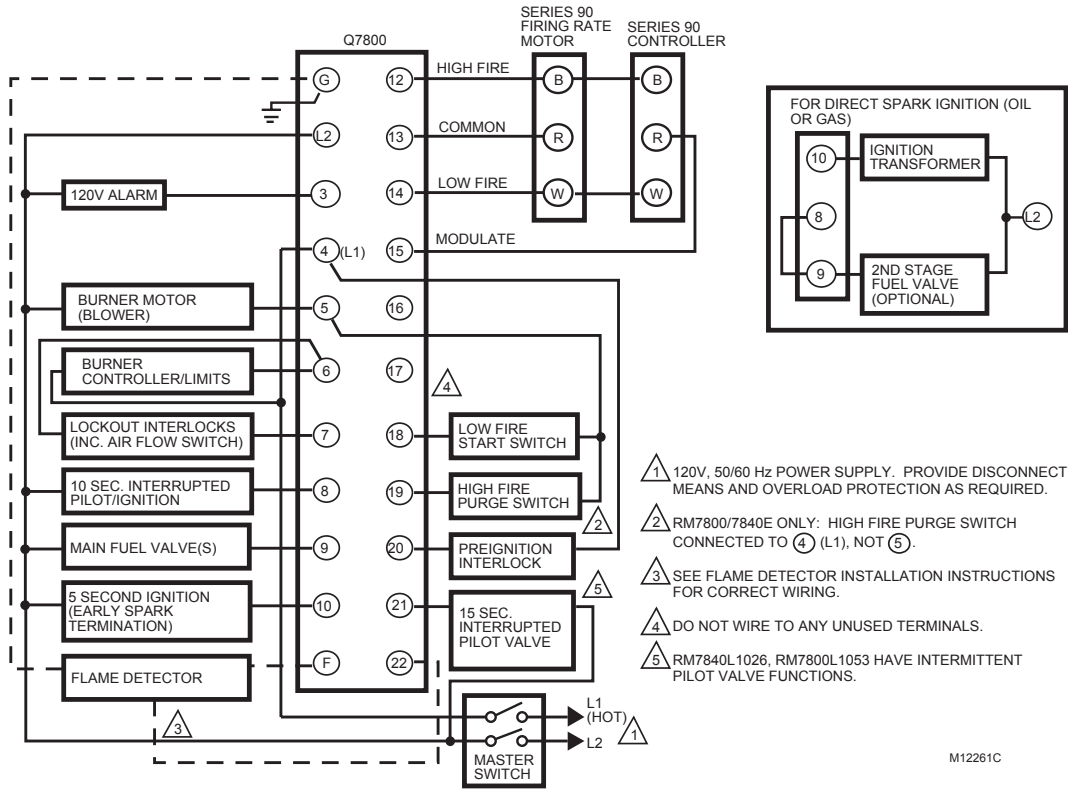 SERIES 90
FIRING RATE
MOTOR
SERIES 90
CONTROLLER
Q7800
G
12
HIGH FIRE
B
B
L2
13
COMMON
R
R
120V ALARM
3
14
LOW FIRE
W
W
4
(L1)
15
MODULATE
BURNER MOTOR
(BLOWER)
5
16
BURNER
CONTROLLER/LIMITS
6
17
4
LOCKOUT INTERLOCKS
(INC. AIR FLOW SWITCH)
7
18
LOW FIRE
START SWITCH
10 SEC. INTERRUPTED
PILOT/IGNITION
8
19
HIGH FIRE
PURGE SWITCH
2
MAIN FUEL VALVE(S)
9
20
PREIGNITION
INTERLOCK
5
5 SECOND IGNITION
(EARLY SPARK
TERMINATION)
10
21
15 SEC.
INTERRUPTED
PILOT VALVE
FLAME DETECTOR
F
22
3
L1
(HOT)
1
L2
MASTER
SWITCH
FOR DIRECT SPARK IGNITION (OIL
OR GAS)
10
IGNITION
TRANSFORMER
8
L2
9
2ND STAGE
FUEL VALVE
(OPTIONAL)
1 120V, 50/60 Hz POWER SUPPLY. PROVIDE DISCONNECT
MEANS AND OVERLOAD PROTECTION AS REQUIRED.
2 RM7800/7840E ONLY: HIGH FIRE PURGE SWITCH
CONNECTED TO 4 (L1), NOT 5.
3 SEE FLAME DETECTOR INSTALLATION INSTRUCTIONS
FOR CORRECT WIRING.
4 DO NOT WIRE TO ANY UNUSED TERMINALS.
5 RM7840L1026, RM7800L1053 HAVE INTERMITTENT
PILOT VALVE FUNCTIONS.
M12261C